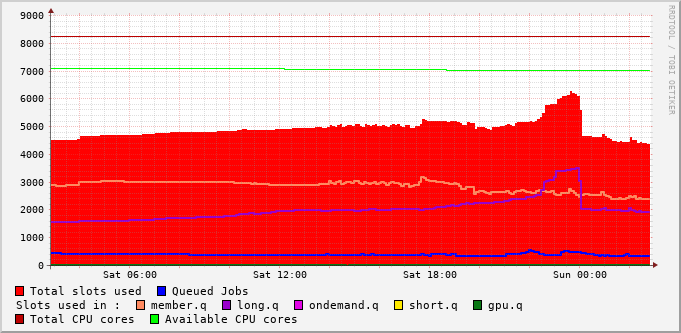 9000
8000
7000
6000
5000
4000
3000
2000
1000
0
Sat 06:00 Sat 12:00 Sat 18:00 Sun 00:00
RRDTOOL / TOBI OETIKER
Total slots used Queued Jobs
Slots used in : member.q long.q ondemand.q short.q gpu.q
Total CPU cores Available CPU cores